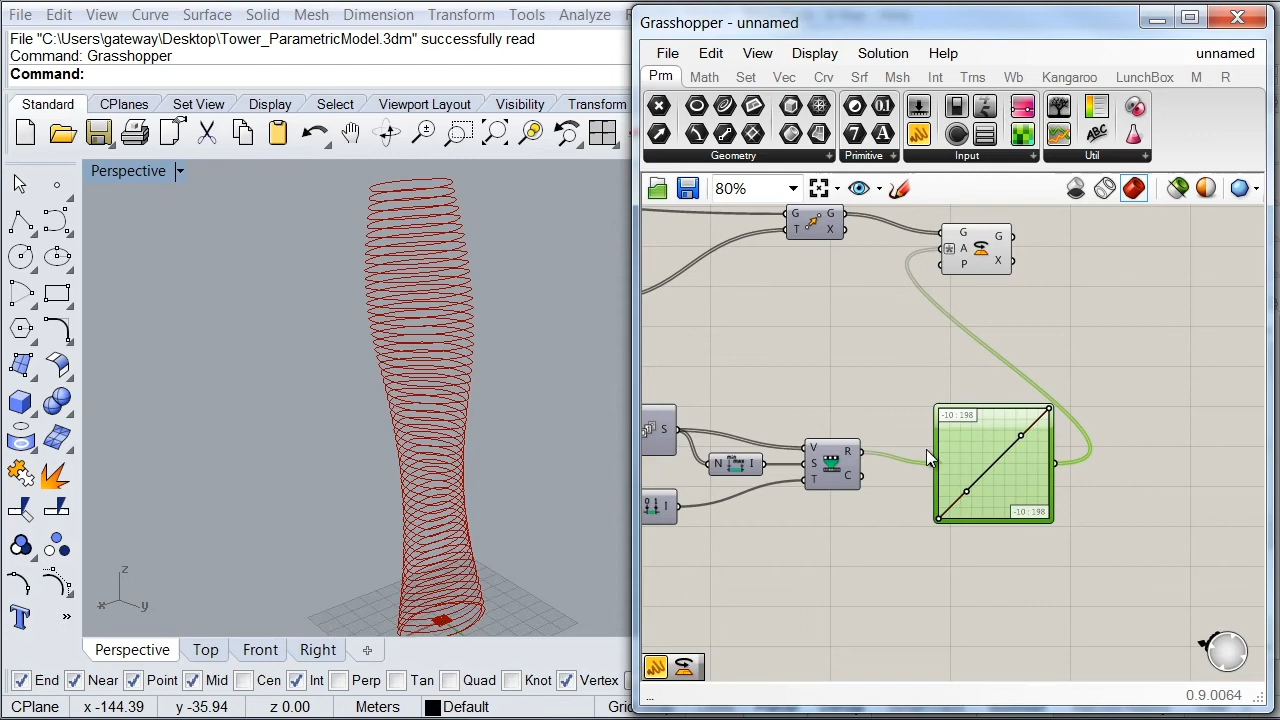 File Edit View Curve Surface Solid Mesh Dimension Transform Tools Analyze
File "C:\Users\gateway\Desktop\Tower_ParametricModel.3dm" successfully read
Command: Grasshopper
Command:
Standard CPlanes Set View Display Select Viewport Layout Visibility Transform
Perspective
z
x y
Perspective Top Front Right
End Near Point Mid Cen Int Perp Tan Quad Knot Vertex
CPlane x -144.39 y -35.94 z 0.00 Meters Default
Grasshopper - unnamed
File Edit View Display Solution Help unnamed
Prm Math Set Vec Crv Srf Msh Int Trns Wb Kangaroo LunchBox M R
Geometry Primitive Input Util
80%
G T G X
G A P G X
S
N I
I
V S T R C
-10 : 198
-10 : 198
...
0.9.0064